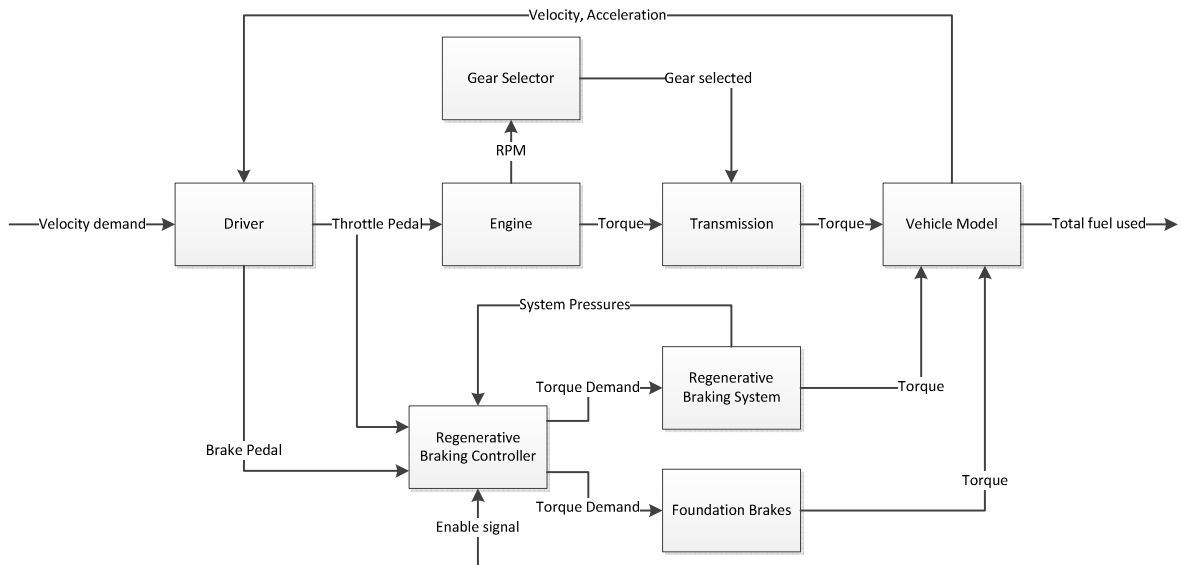 Velocity, Acceleration
Gear Selector
Gear selected
RPM
Velocity demand
Driver
Throttle Pedal
Engine
Torque
Transmission
Torque
Vehicle Model
Total fuel used
System Pressures
Torque Demand
Regenerative
Braking System
Torque
Brake Pedal
Regenerative
Braking Controller
Torque
Torque Demand
Foundation Brakes
Enable signal